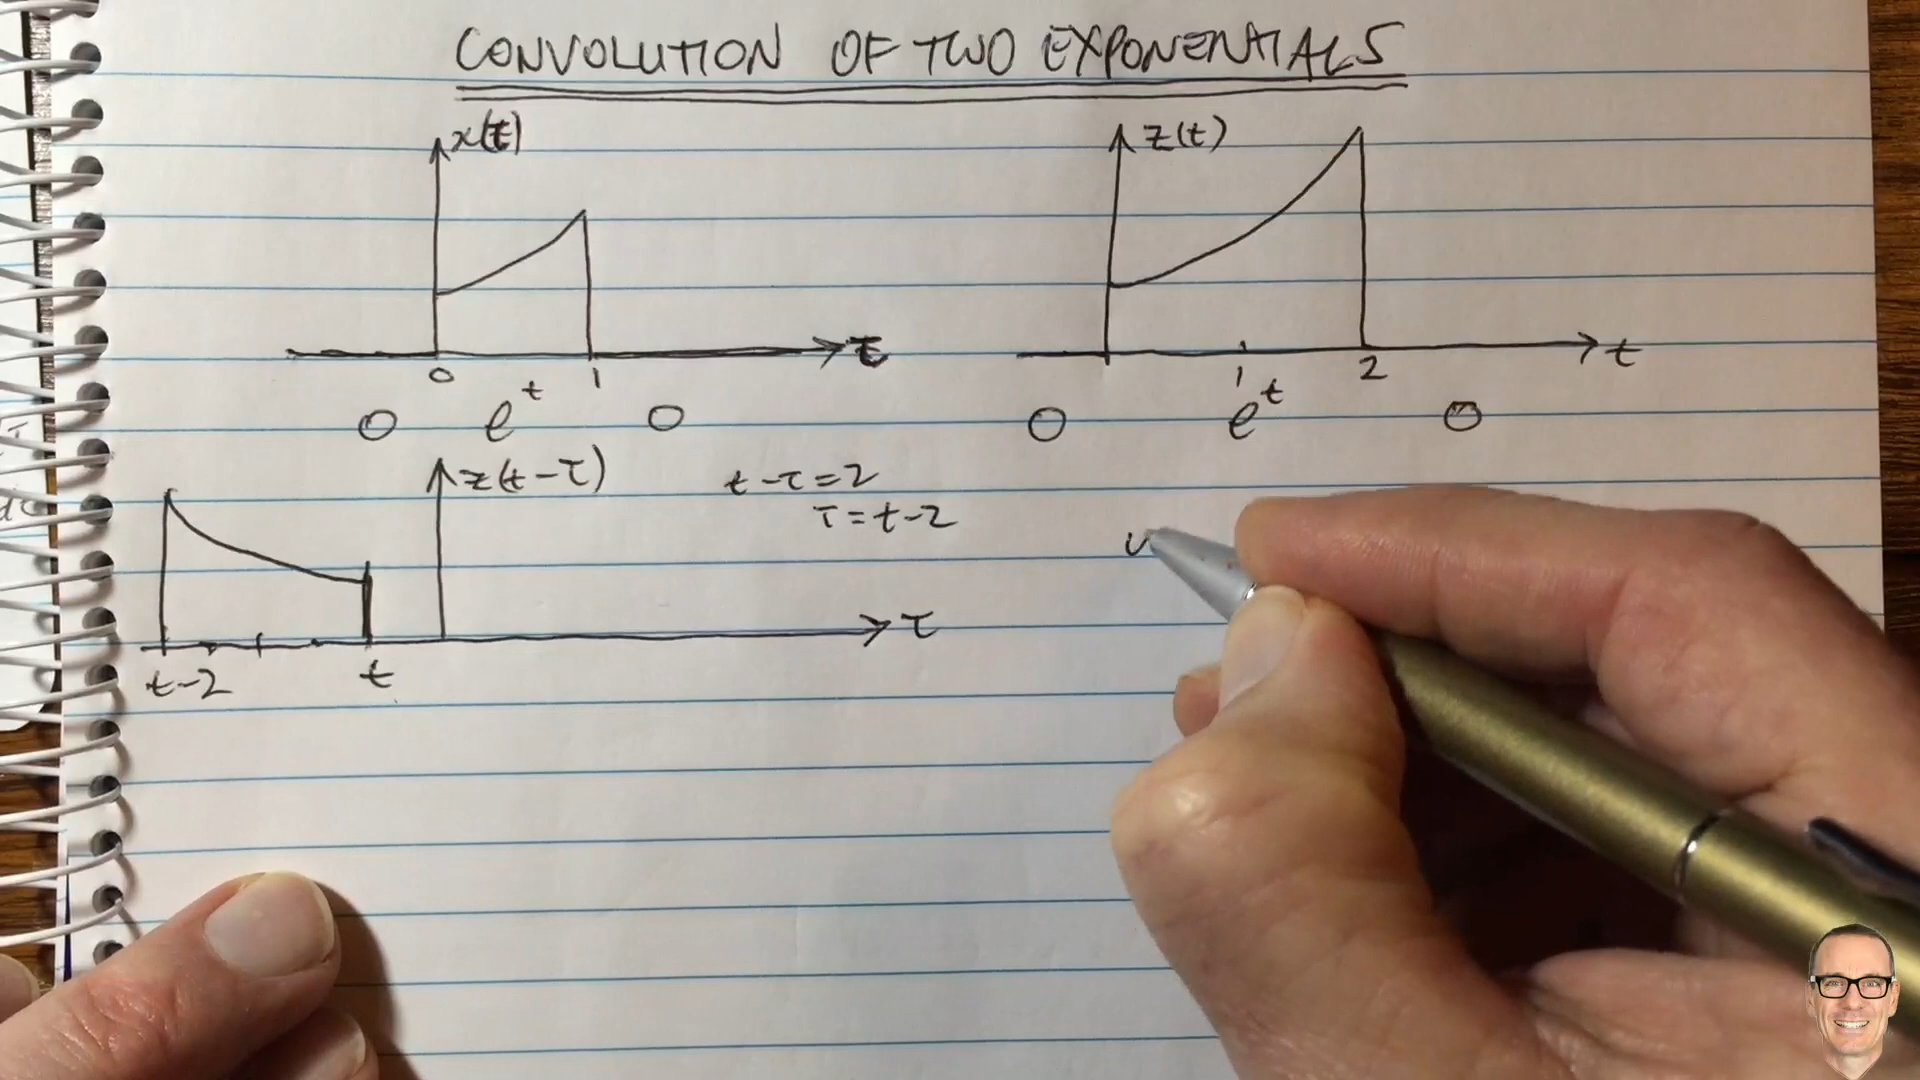 CONVOLUTION OF TWO EXPONENTIALS
x(τ)
z(t)
τ
t
0
1
1
2
0
e^t
0
0
e^t
0
z(t-τ)
t-τ=2
τ=t-2
τ
t-2
t